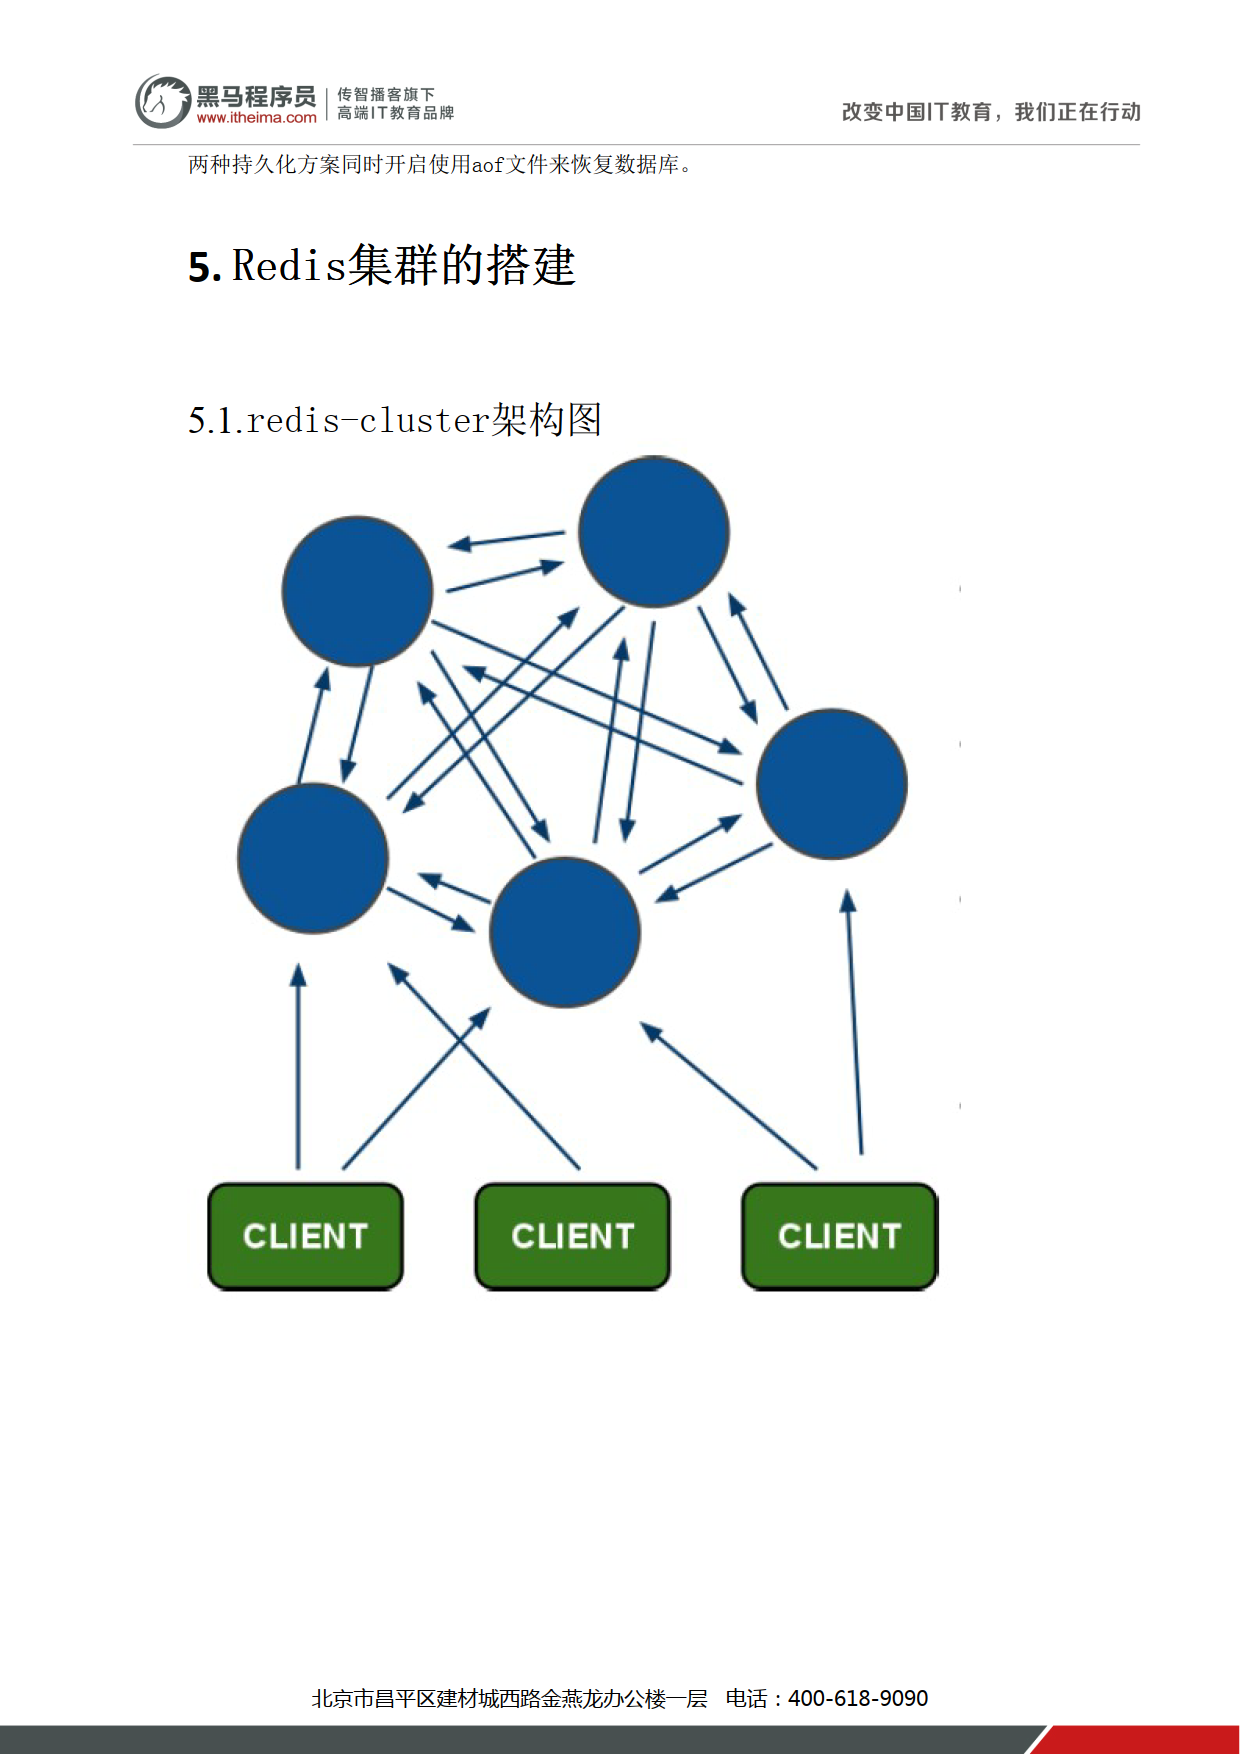 黑马程序员
www.itheima.com
传智播客旗下
高端IT教育品牌
改变中国IT教育，我们正在行动
两种持久化方案同时开启使用aof文件来恢复数据库。
5. Redis集群的搭建
5.1.redis-cluster架构图
CLIENT
CLIENT
CLIENT
北京市昌平区建材城西路金燕龙办公楼一层 电话：400-618-9090